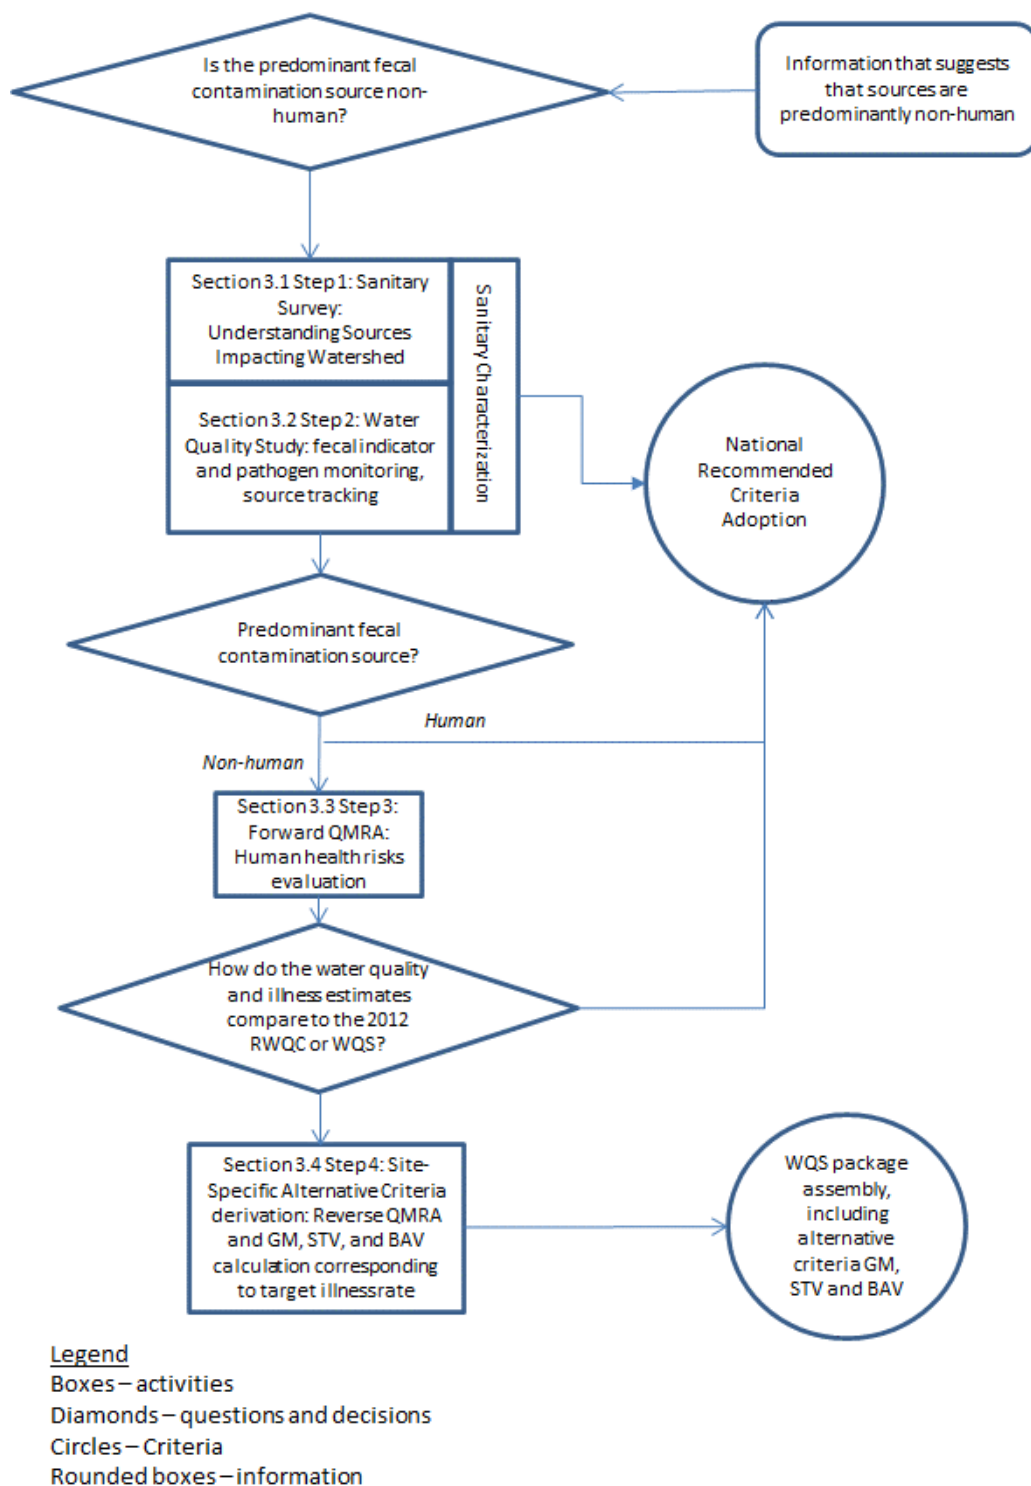 Is the predominant fecal
contamination source non-
human?
Information that suggests
that sources are
predominantly non-human
Section 3.1 Step 1: Sanitary
Survey:
Understanding Sources
Impacting Watershed
Sanitary Characterization
Section 3.2 Step 2: Water
Quality Study: fecal indicator
and pathogen monitoring,
source tracking
National
Recommended
Criteria
Adoption
Predominant fecal
contamination source?
Human
Non-human
Section 3.3 Step 3:
Forward QMRA:
Human health risks
evaluation
How do the water quality
and illness estimates
compare to the 2012
RWQC or WQS?
Section 3.4 Step 4: Site-
Specific Alternative Criteria
derivation: Reverse QMRA
and GM, STV, and BAV
calculation corresponding
to target illness rate
WQS package
assembly,
including
alternative
criteria GM,
STV and BAV
Legend
Boxes – activities
Diamonds – questions and decisions
Circles – Criteria
Rounded boxes – information